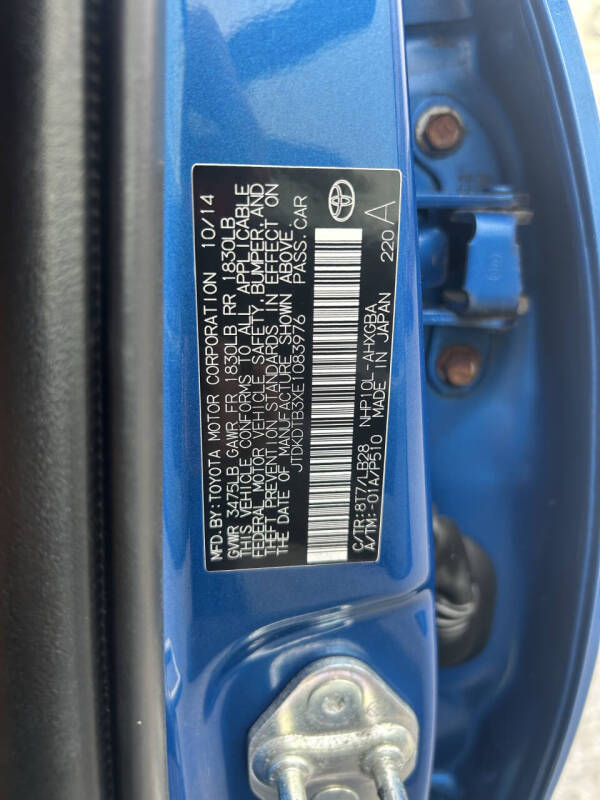 MFD. BY: TOYOTA MOTOR CORPORATION 10/14
GVWR 3475LB GAWR FR 1830LB RR 1830LB
THIS VEHICLE CONFORMS TO ALL APPLICABLE
FEDERAL MOTOR VEHICLE SAFETY, BUMPER, AND
THEFT PREVENTION STANDARDS IN EFFECT ON
THE DATE OF MANUFACTURE SHOWN ABOVE.
JTDKDTB3XE1083976 PASS. CAR
C/TR:8T7/LB28 NHP10L-AHXGBA
A/TM:-01A/P510 MADE IN JAPAN
220 A